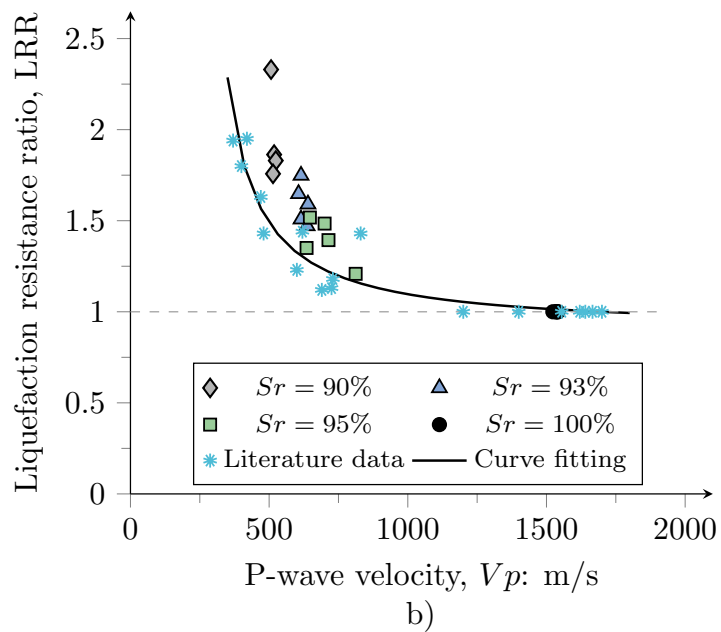 Liquefaction resistance ratio, LRR
2.5
2
1.5
1
0.5
0
Sr = 90%
Sr = 93%
Sr = 95%
Sr = 100%
Literature data
Curve fitting
0
500
1000
1500
2000
P-wave velocity, Vp: m/s
b)